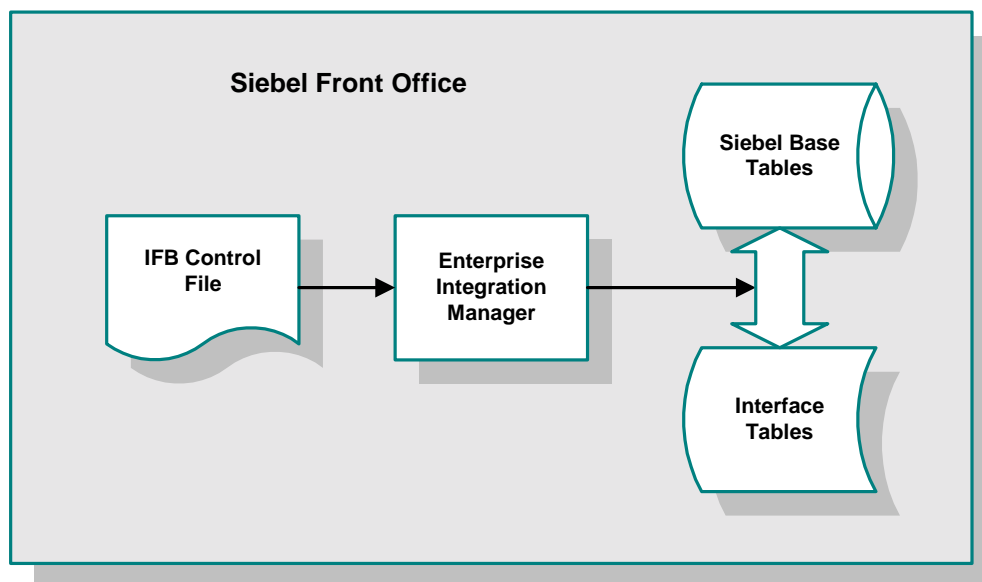 Siebel Front Office
Siebel Base
Tables
IFB Control
File
Enterprise
Integration
Manager
Interface
Tables